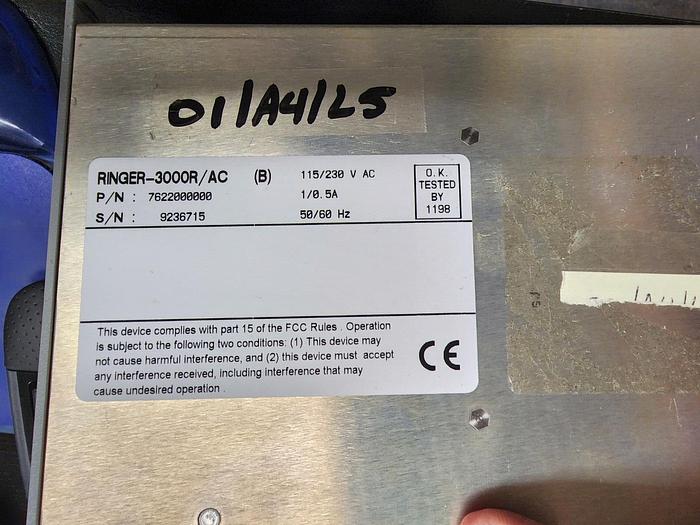 01/A4/L5
RINGER-3000R/AC (B) 115/230 V AC
P/N : 7622000000 1/0.5A
S/N : 9236715 50/60 Hz
O.K.
TESTED
BY
1198
This device complies with part 15 of the FCC Rules . Operation
is subject to the following two conditions: (1) This device may
not cause harmful interference, and (2) this device must accept
any interference received, including interference that may
cause undesired operation .
CE